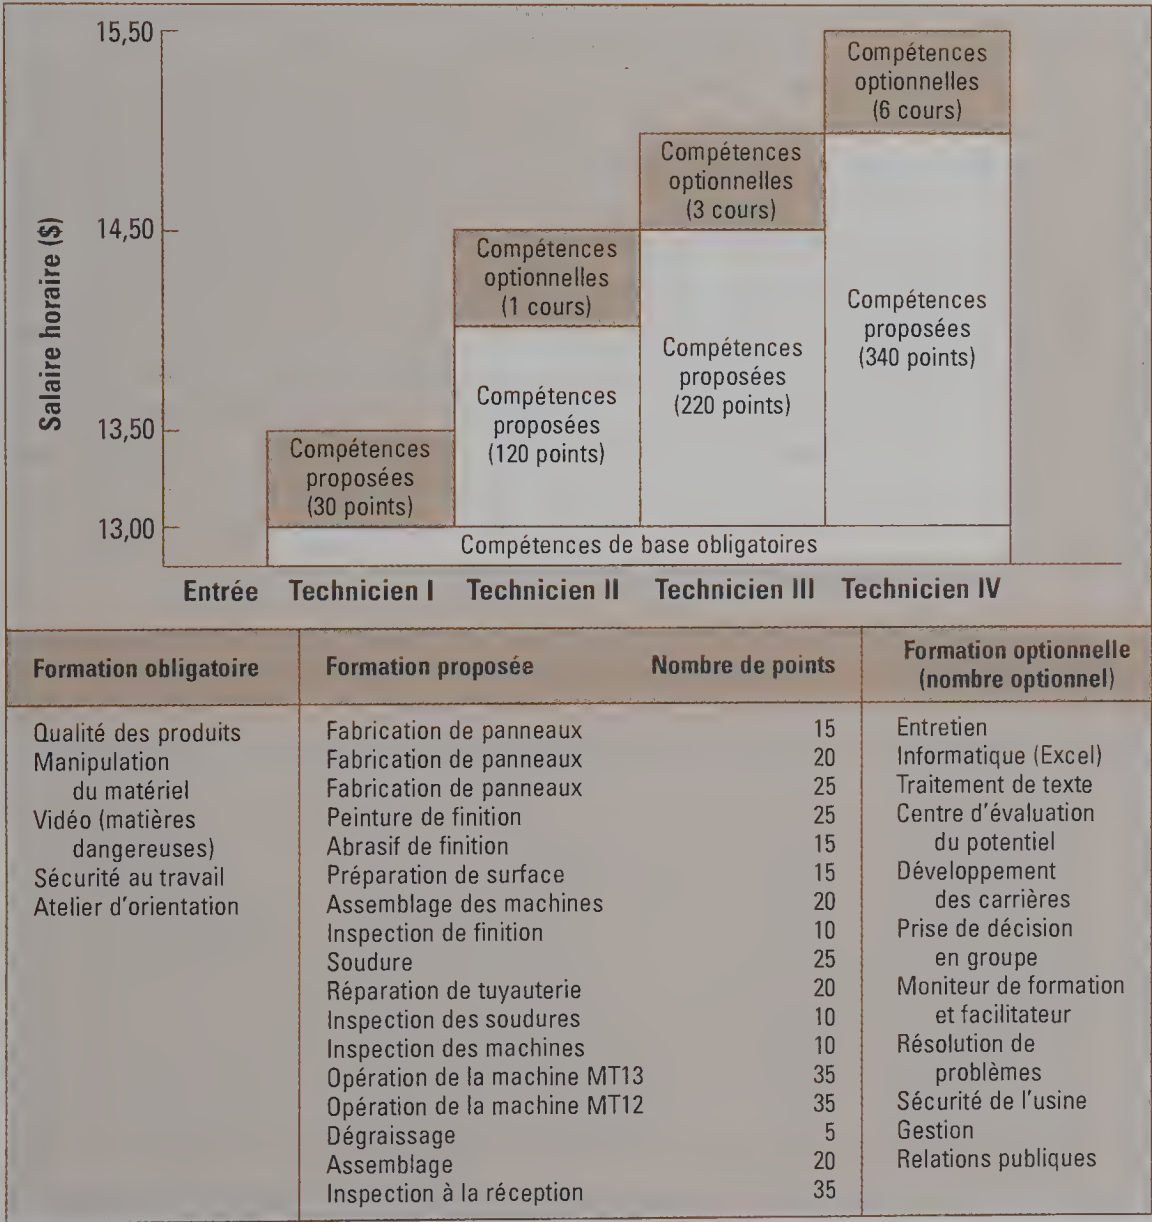 15,50
14,50
13,50
13,00
Salaire horaire ($)
Compétences
optionnelles
(6 cours)
Compétences
optionnelles
(3 cours)
Compétences
optionnelles
(1 cours)
Compétences
proposées
(340 points)
Compétences
proposées
(220 points)
Compétences
proposées
(120 points)
Compétences
proposées
(30 points)
Compétences de base obligatoires
Entrée Technicien I Technicien II Technicien III Technicien IV
Formation obligatoire
Qualité des produits
Manipulation
du matériel
Vidéo (matières
dangereuses)
Sécurité au travail
Atelier d'orientation
Formation proposée Nombre de points
Fabrication de panneaux 15
Fabrication de panneaux 20
Fabrication de panneaux 25
Peinture de finition 25
Abrasif de finition 15
Préparation de surface 15
Assemblage des machines 20
Inspection de finition 10
Soudure 25
Réparation de tuyauterie 20
Inspection des soudures 10
Inspection des machines 10
Opération de la machine MT13 35
Opération de la machine MT12 35
Dégraissage 5
Assemblage 20
Inspection à la réception 35
Formation optionnelle
(nombre optionnel)
Entretien
Informatique (Excel)
Traitement de texte
Centre d'évaluation
du potentiel
Développement
des carrières
Prise de décision
en groupe
Moniteur de formation
et facilitateur
Résolution de
problèmes
Sécurité de l'usine
Gestion
Relations publiques